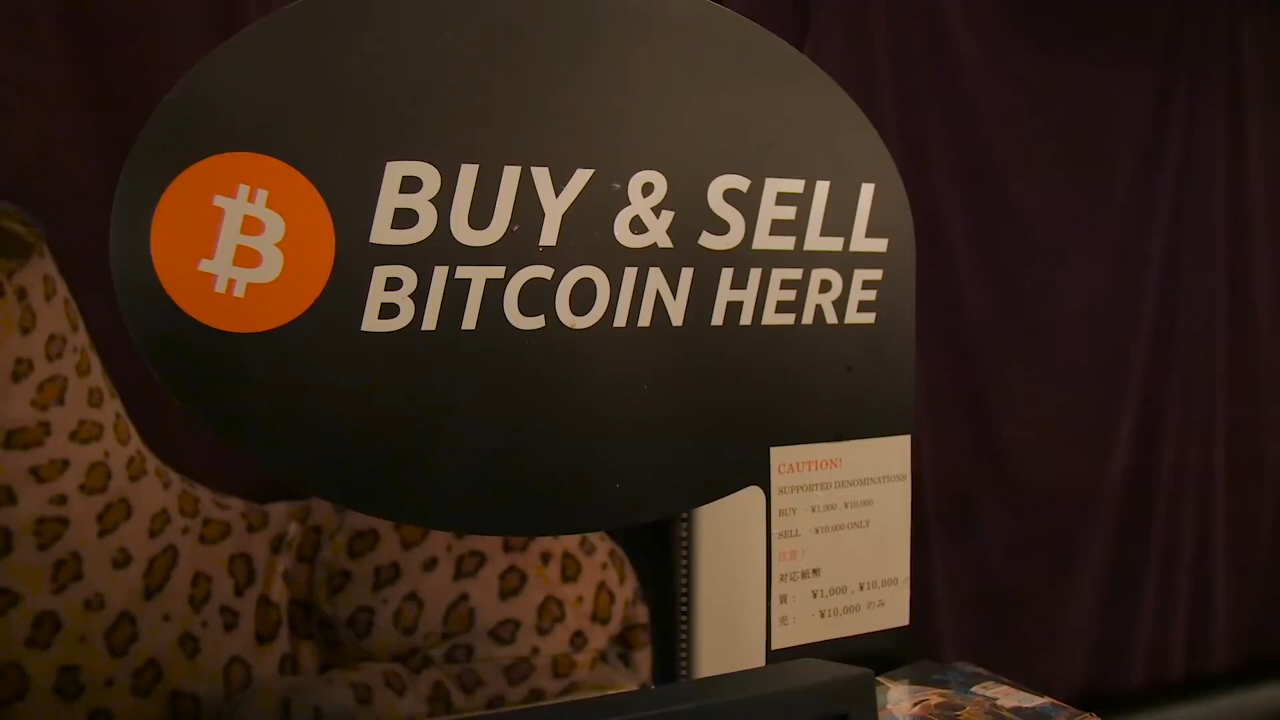 BUY & SELL
BITCOIN HERE
CAUTION!
SUPPORTED DENOMINATIONS
BUY ・¥1,000 , ¥10,000
SELL ・¥10,000 ONLY
注意！
対応紙幣
買： ¥1,000 , ¥10,000
売： ・¥10,000 のみ